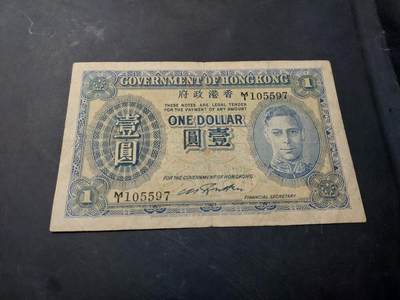 GOVERNMENT OF HONGKONG
1
1
府政港香
THESE NOTES ARE LEGAL TENDER
FOR THE PAYMENT OF ANY AMOUNT
M/1 105597
ONE DOLLAR
壹圓
圓壹
FOR THE GOVERNMENT OF HONGKONG
M/1 105597
FINANCIAL SECRETARY
1
1